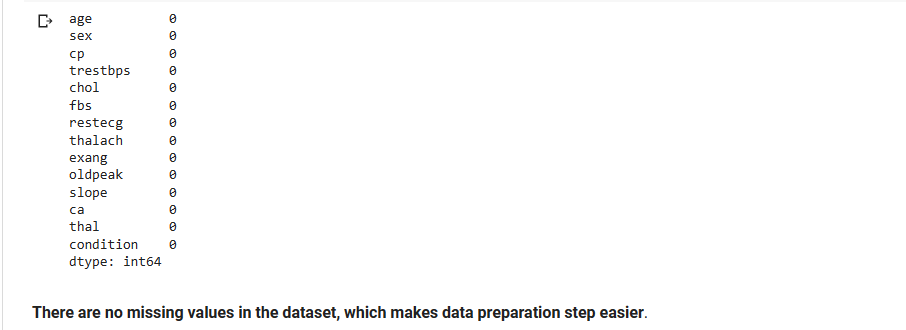 age 0
sex 0
cp 0
trestbps 0
chol 0
fbs 0
restecg 0
thalach 0
exang 0
oldpeak 0
slope 0
ca 0
thal 0
condition 0
dtype: int64
There are no missing values in the dataset, which makes data preparation step easier.